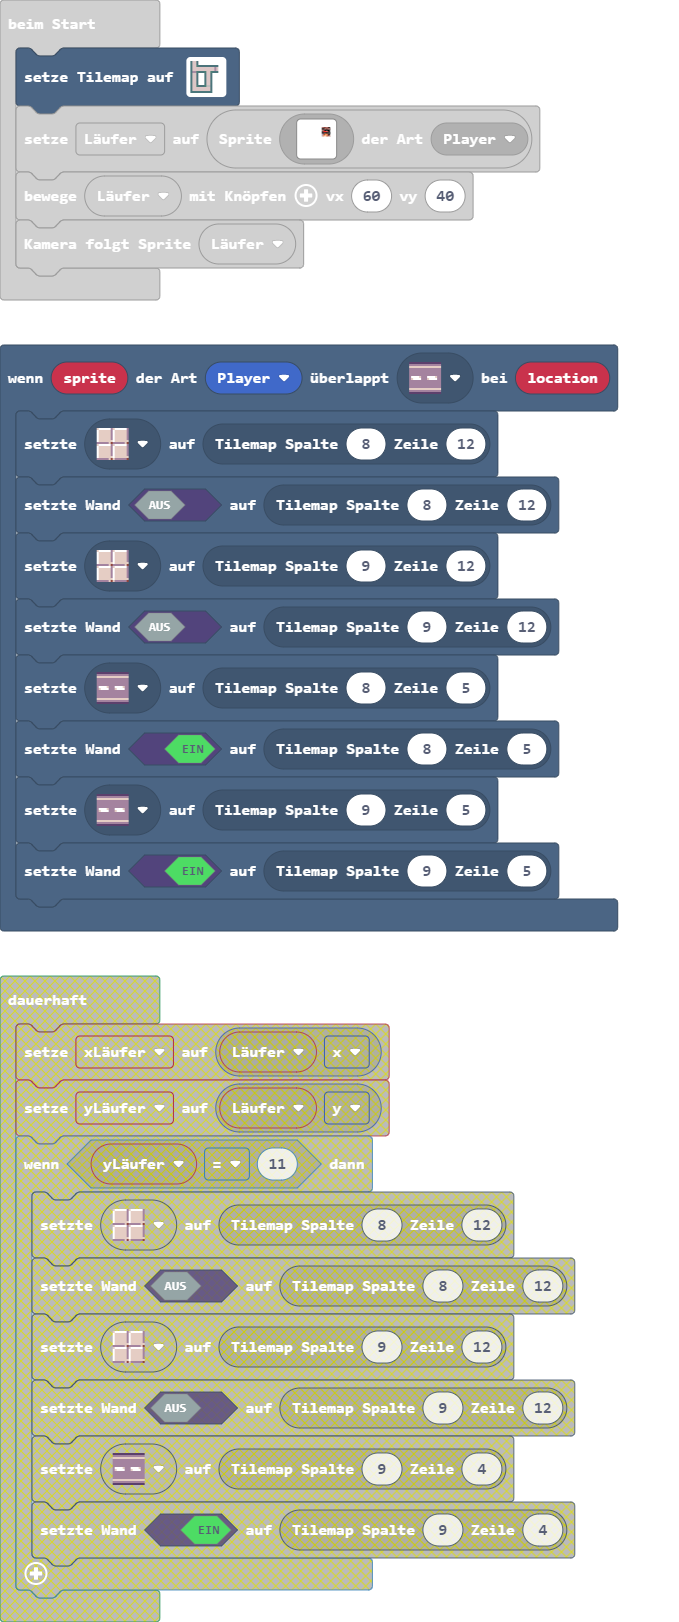 beim Start
setze Tilemap auf
setze Läufer auf Sprite der Art Player
bewege Läufer mit Knöpfen vx 60 vy 40
Kamera folgt Sprite Läufer
wenn sprite der Art Player überlappt bei location
setzte auf Tilemap Spalte 8 Zeile 12
setzte Wand AUS auf Tilemap Spalte 8 Zeile 12
setzte auf Tilemap Spalte 9 Zeile 12
setzte Wand AUS auf Tilemap Spalte 9 Zeile 12
setzte auf Tilemap Spalte 8 Zeile 5
setzte Wand EIN auf Tilemap Spalte 8 Zeile 5
setzte auf Tilemap Spalte 9 Zeile 5
setzte Wand EIN auf Tilemap Spalte 9 Zeile 5
dauerhaft
setze xLäufer auf Läufer x
setze yLäufer auf Läufer y
wenn yLäufer = 11 dann
setzte auf Tilemap Spalte 8 Zeile 12
setzte Wand AUS auf Tilemap Spalte 8 Zeile 12
setzte auf Tilemap Spalte 9 Zeile 12
setzte Wand AUS auf Tilemap Spalte 9 Zeile 12
setzte auf Tilemap Spalte 9 Zeile 4
setzte Wand EIN auf Tilemap Spalte 9 Zeile 4